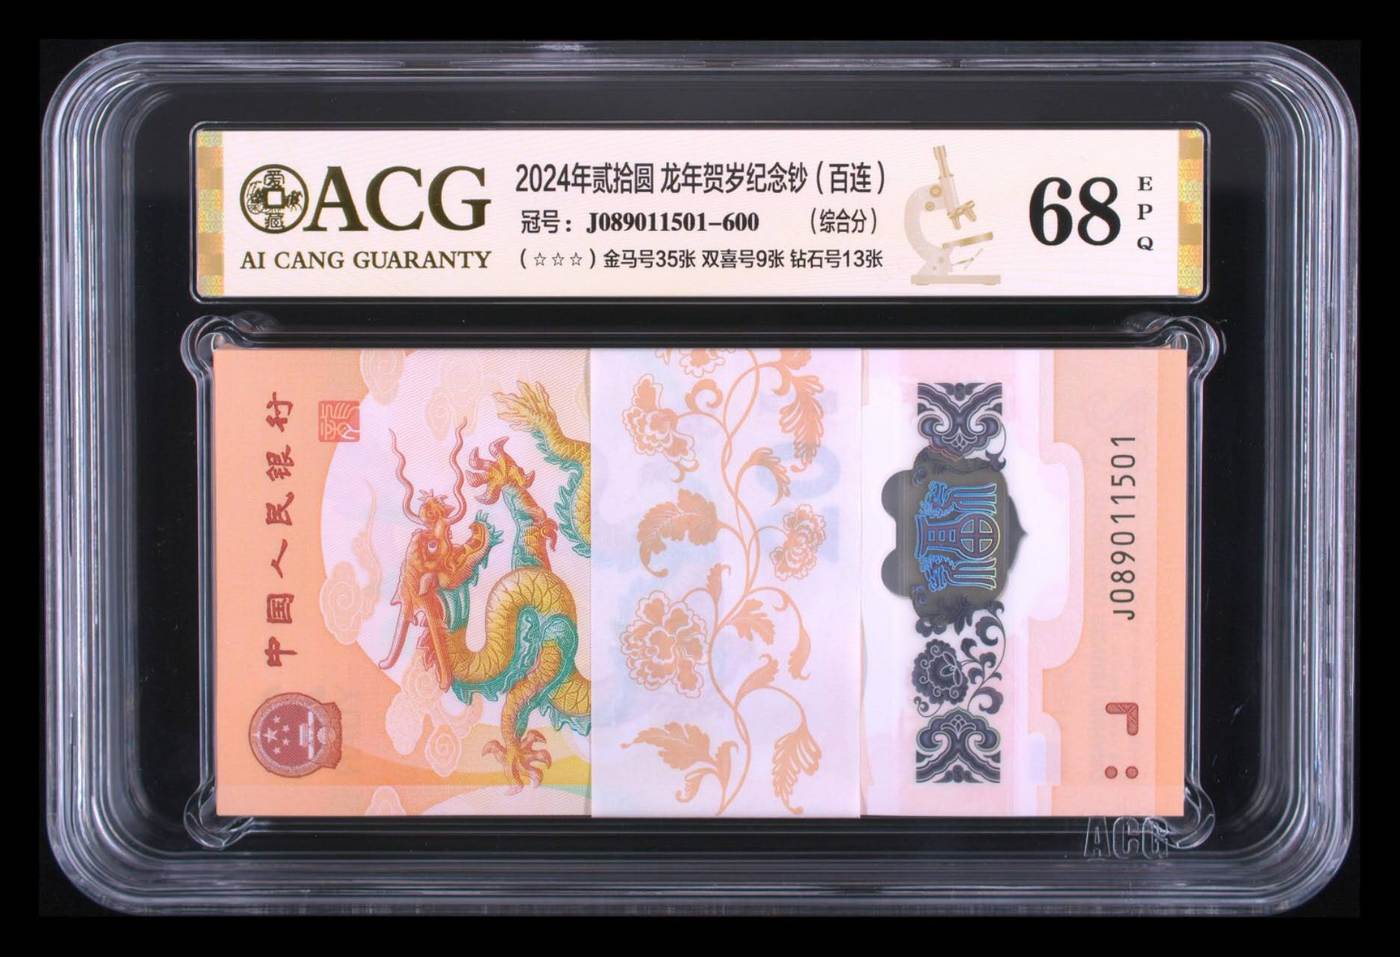 爱
藏
ACG
AI CANG GUARANTY
2024年贰拾圆 龙年贺岁纪念钞(百连)
冠号: J089011501-600 (综合分)
(☆☆☆)金马号35张 双喜号9张 钻石号13张
68
EPQ
中国人民银行
J089011501
ACG